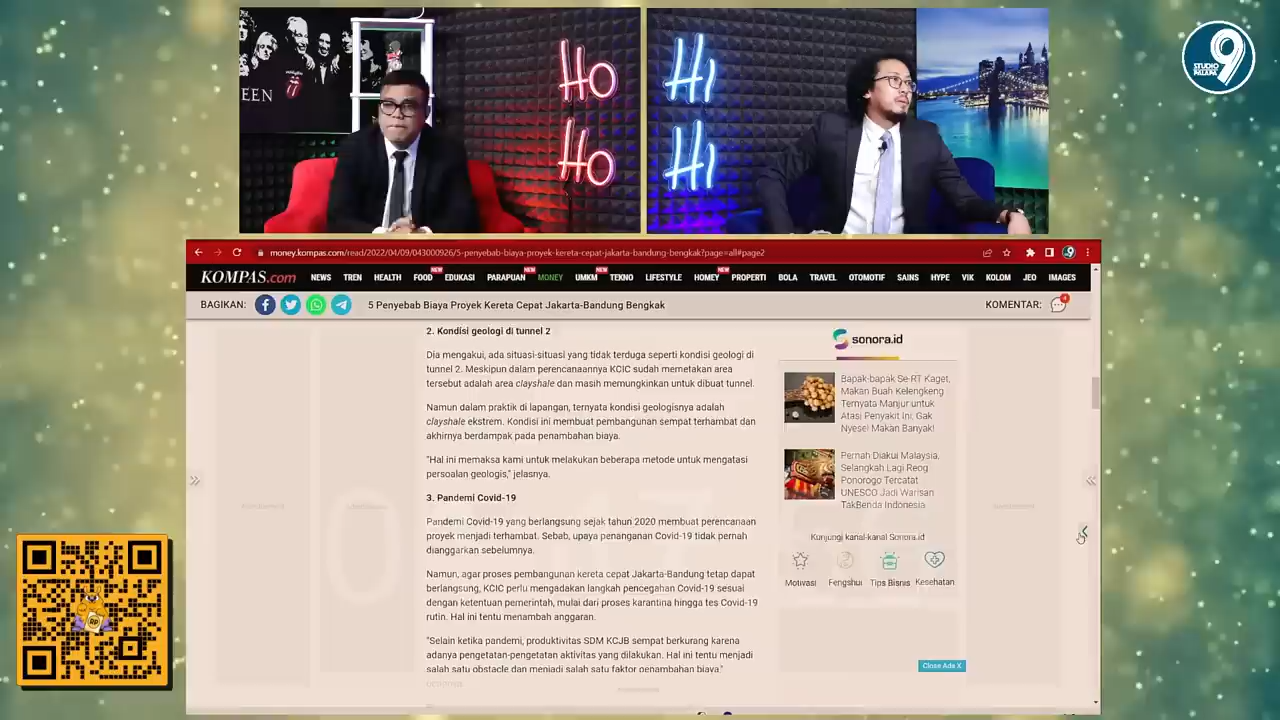 EEN
HO
HO
HI
HI
9
STUDIO
PALAPA
money.kompas.com/read/2022/04/09/043000926/5-penyebab-biaya-proyek-kereta-cepat-jakarta-bandung-bengkak?page=all#page2
KOMPAS.com NEWS TREN HEALTH FOOD NEW EDUKASI PARAPUAN NEW MONEY UMKM NEW TEKNO LIFESTYLE HOMEY NEW PROPERTI BOLA TRAVEL OTOMOTIF SAINS HYPE VIK KOLOM JEO IMAGES
BAGIKAN: 5 Penyebab Biaya Proyek Kereta Cepat Jakarta-Bandung Bengkak KOMENTAR: 4
2. Kondisi geologi di tunnel 2
Dia mengakui, ada situasi-situasi yang tidak terduga seperti kondisi geologi di
tunnel 2. Meskipun dalam perencanaannya KCIC sudah memetakan area
tersebut adalah area clayshale dan masih memungkinkan untuk dibuat tunnel.
Namun dalam praktik di lapangan, ternyata kondisi geologisnya adalah
clayshale ekstrem. Kondisi ini membuat pembangunan sempat terhambat dan
akhirnya berdampak pada penambahan biaya.
"Hal ini memaksa kami untuk melakukan beberapa metode untuk mengatasi
persoalan geologis," jelasnya.
3. Pandemi Covid-19
Pandemi Covid-19 yang berlangsung sejak tahun 2020 membuat perencanaan
proyek menjadi terhambat. Sebab, upaya penanganan Covid-19 tidak pernah
dianggarkan sebelumnya.
Namun, agar proses pembangunan kereta cepat Jakarta-Bandung tetap dapat
berlangsung, KCIC perlu mengadakan langkah pencegahan Covid-19 sesuai
dengan ketentuan pemerintah, mulai dari proses karantina hingga tes Covid-19
rutin. Hal ini tentu menambah anggaran.
"Selain ketika pandemi, produktivitas SDM KCJB sempat berkurang karena
adanya pengetatan-pengetatan aktivitas yang dilakukan. Hal ini tentu menjadi
salah satu obstacle dan menjadi salah satu faktor penambahan biaya,"
sonora.id
Bapak-bapak Se-RT Kaget,
Makan Buah Kelengkeng
Ternyata Manjur untuk
Atasi Penyakit Ini, Gak
Nyesel Makan Banyak!
Pernah Diakui Malaysia,
Selangkah Lagi Reog
Ponorogo Tercatat
UNESCO Jadi Warisan
TakBenda Indonesia
Kunjungi kanal-kanal Sonora.id
Motivasi Fengshui Tips Bisnis Kesehatan
Close Ads X
RP